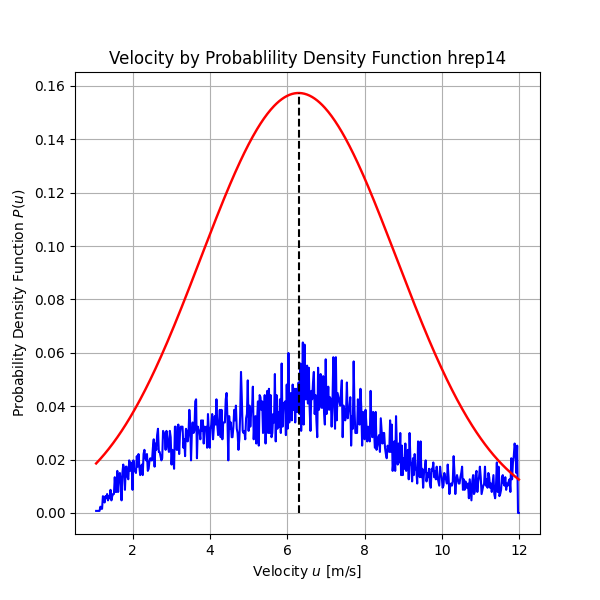 Velocity by Probablility Density Function hrep14
0.16
0.14
0.12
0.10
0.08
0.06
0.04
0.02
0.00
Probability Density Function P(u)
2 4 6 8 10 12
Velocity u [m/s]